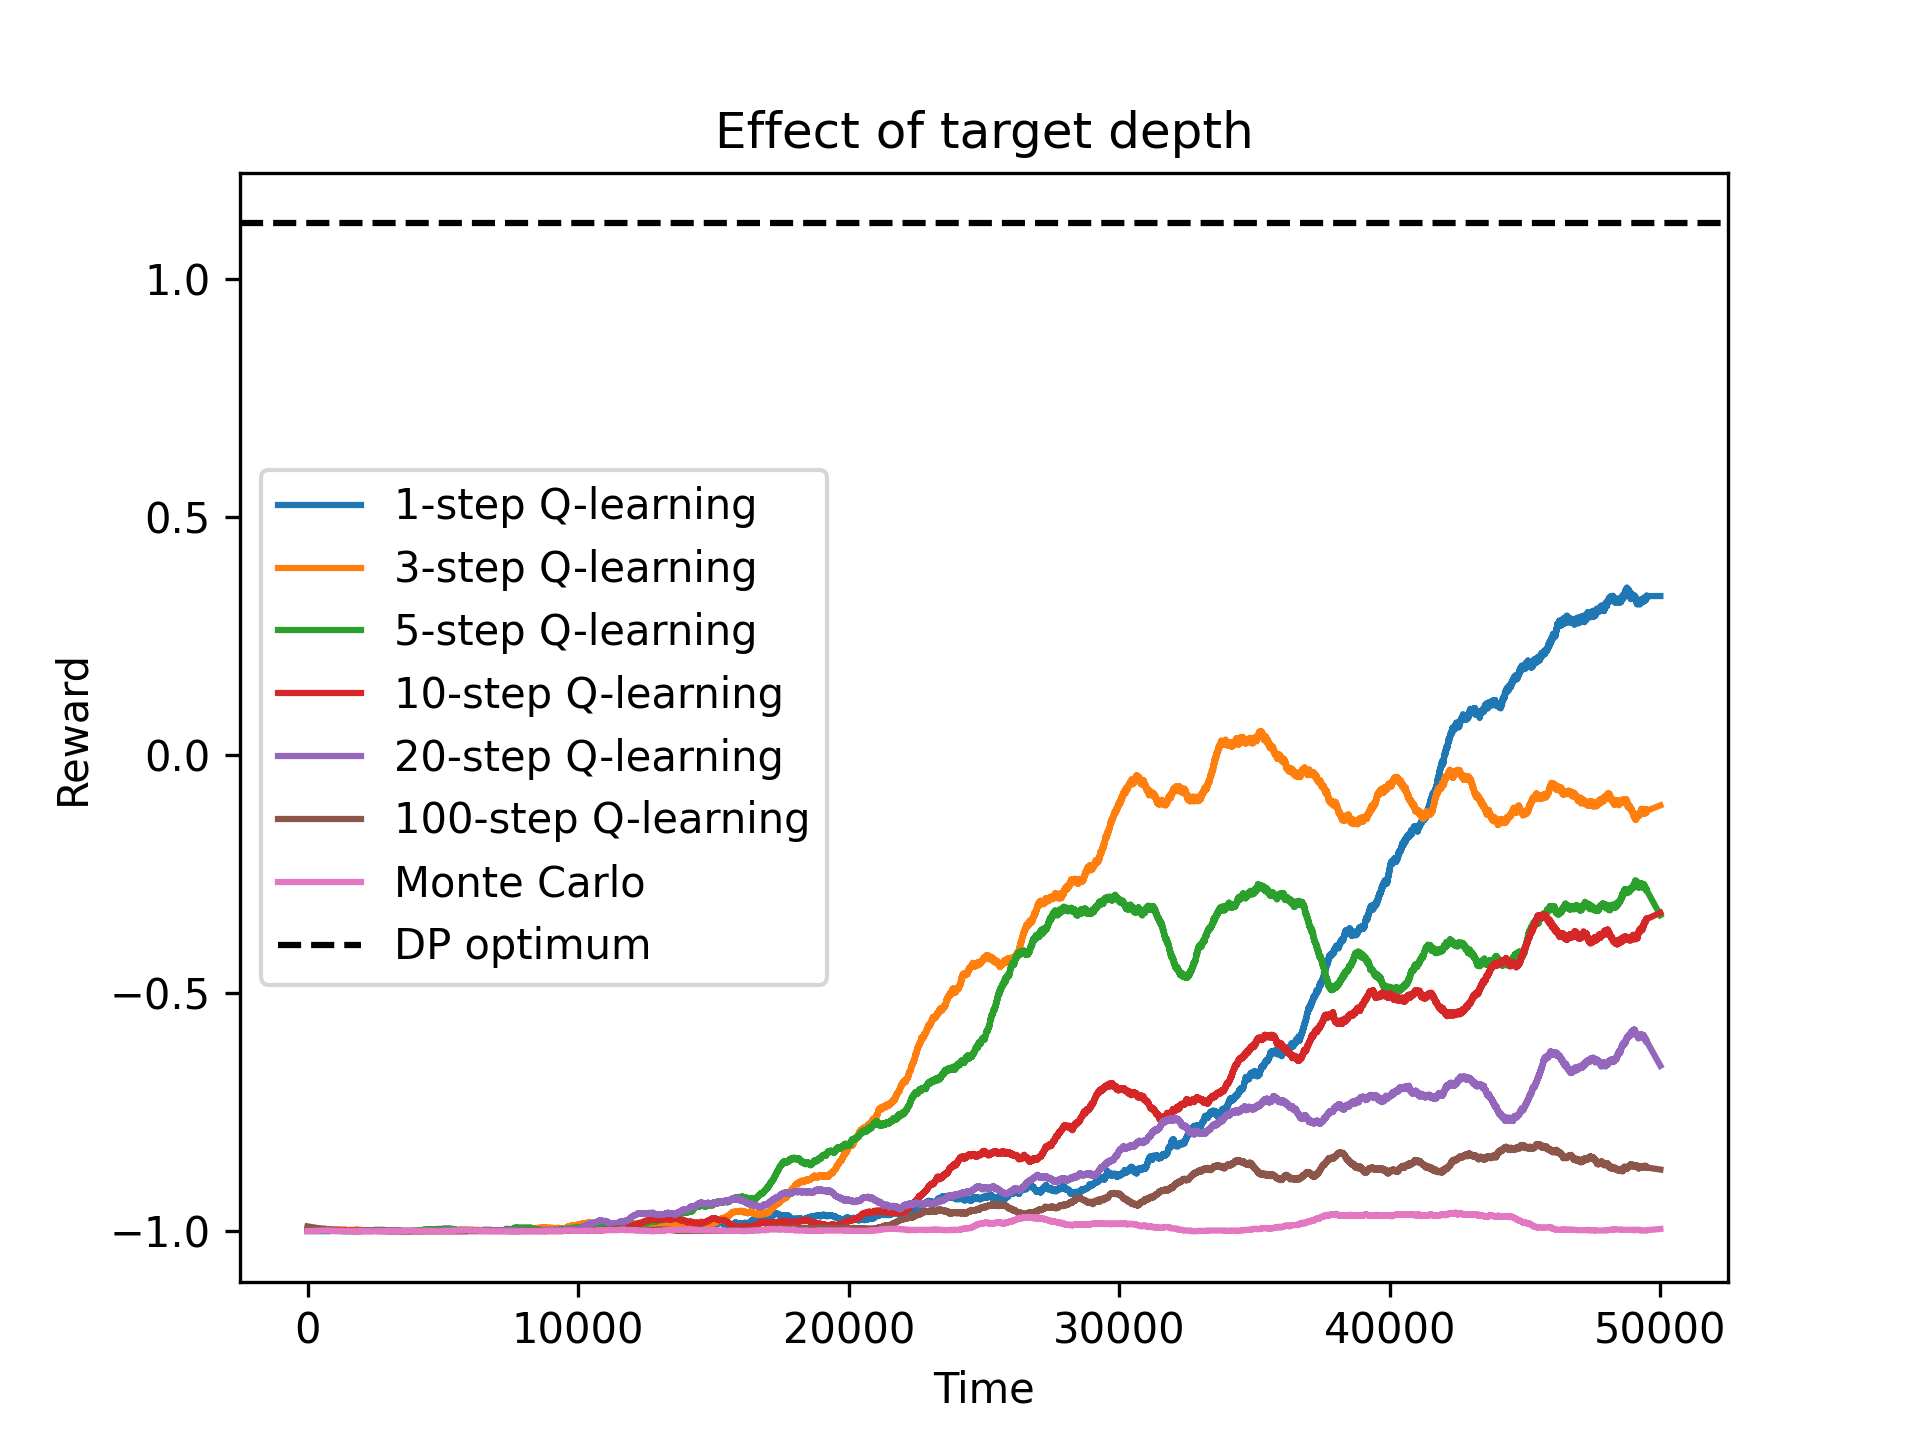 Effect of target depth
1.0
0.5
0.0
−0.5
−1.0
Reward
1-step Q-learning
3-step Q-learning
5-step Q-learning
10-step Q-learning
20-step Q-learning
100-step Q-learning
Monte Carlo
DP optimum
0 10000 20000 30000 40000 50000
Time